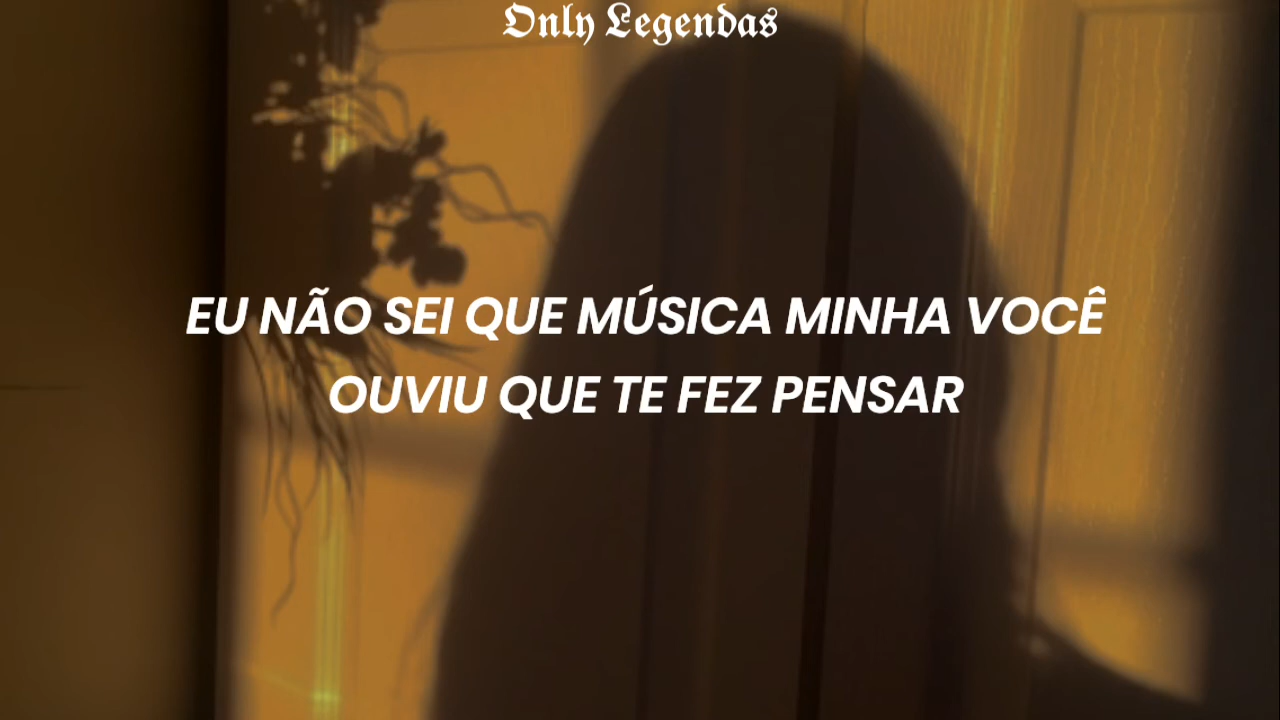 Only Legendas
EU NÃO SEI QUE MÚSICA MINHA VOCÊ
OUVIU QUE TE FEZ PENSAR